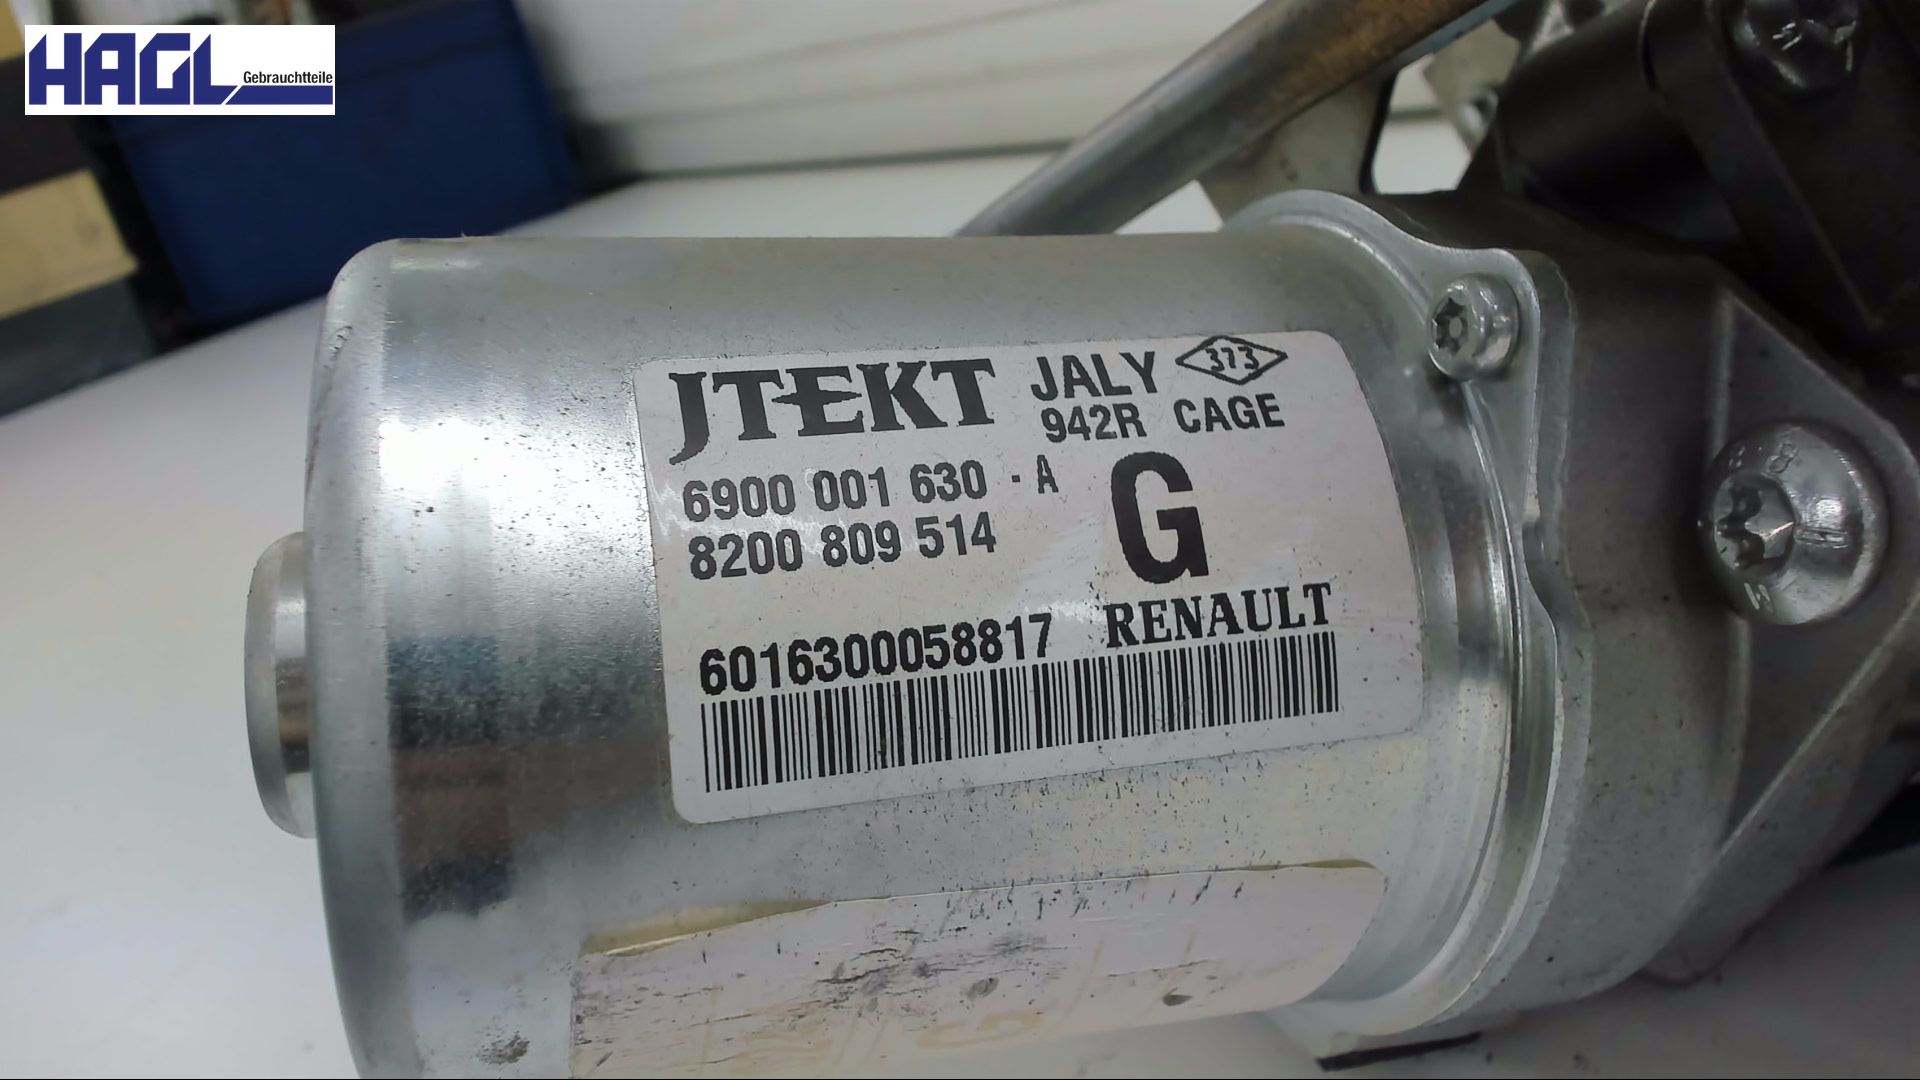 HAGL Gebrauchtteile
JTEKT JALY 373
942R CAGE
6900 001 630 - A
8200 809 514
G
6016300058817 RENAULT